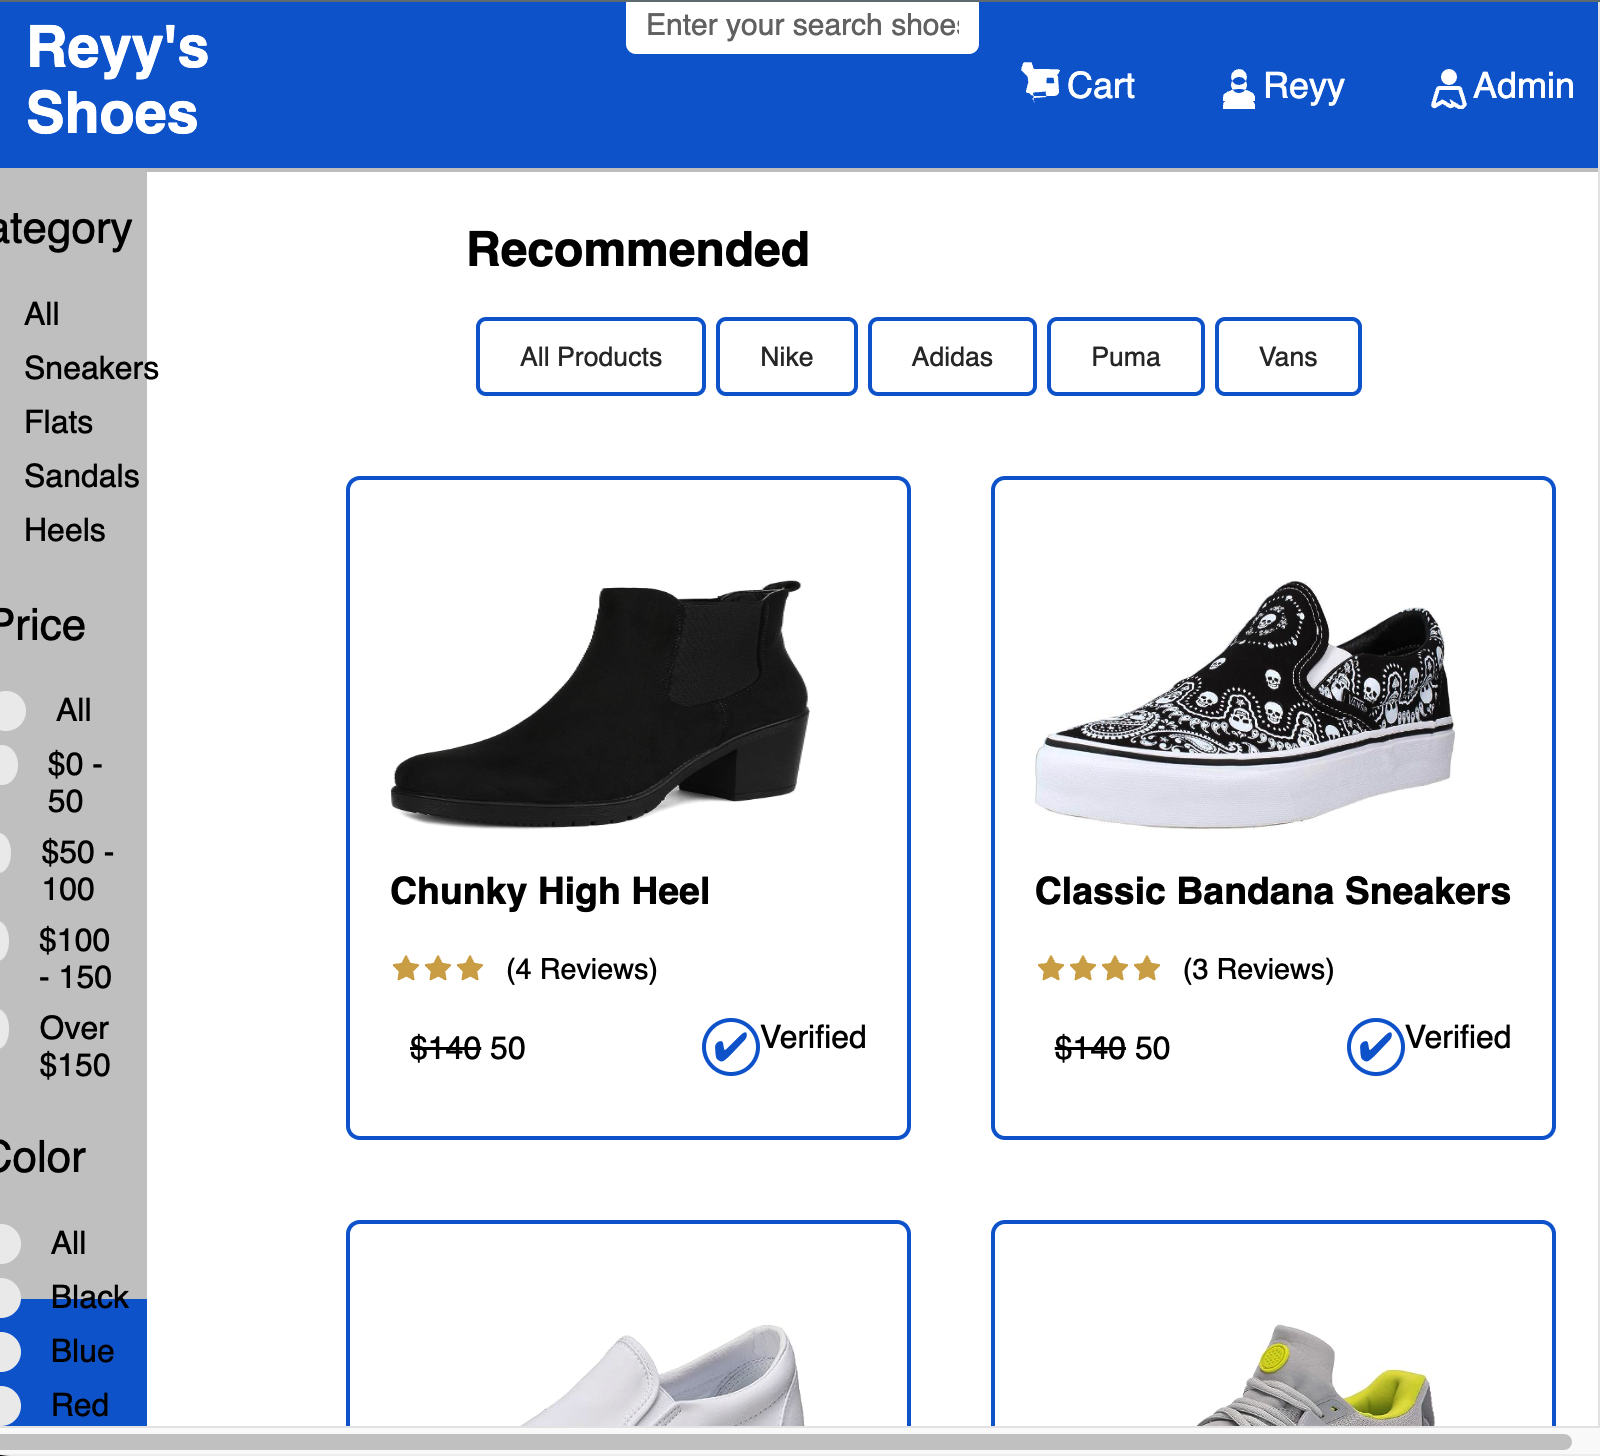 Reyy's
Shoes
Enter your search shoes
Cart
Reyy
Admin
ategory
All
Sneakers
Flats
Sandals
Heels
Price
All
$0 -
50
$50 -
100
$100
- 150
Over
$150
Color
All
Black
Blue
Red
Recommended
All Products
Nike
Adidas
Puma
Vans
Chunky High Heel
(4 Reviews)
$140 50
Verified
Classic Bandana Sneakers
(3 Reviews)
$140 50
Verified